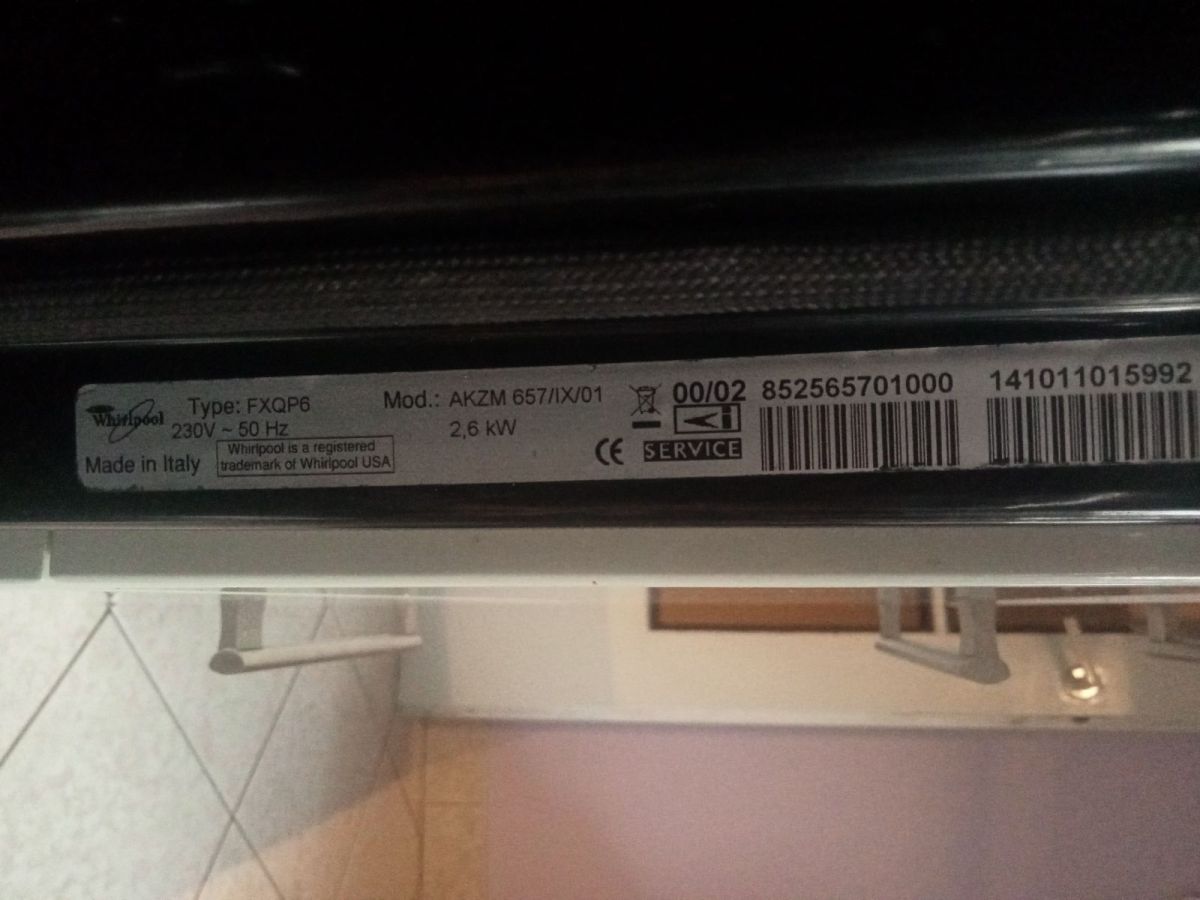 Whirlpool
Type: FXQP6
230V ~ 50 Hz
Made in Italy
Whirlpool is a registered
trademark of Whirlpool USA
Mod.: AKZM 657/IX/01
2,6 kW
CE
00/02
SERVICE
852565701000
141011015992